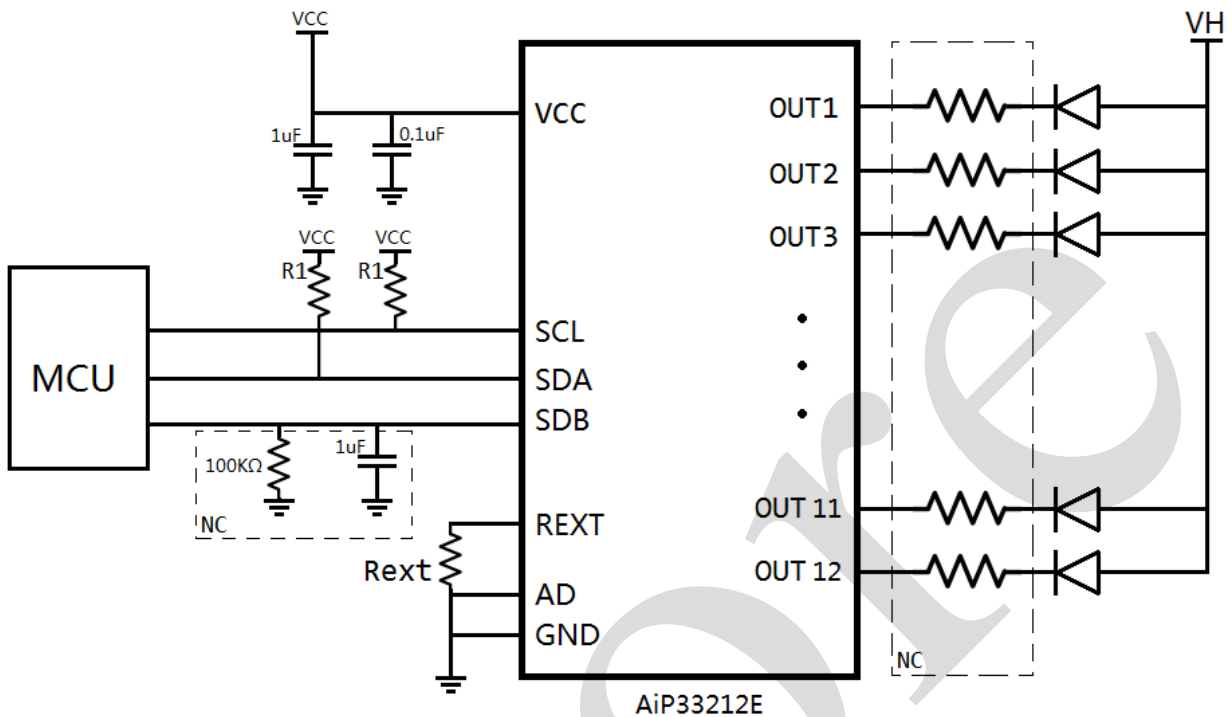 VCC
VH
1uF
0.1uF
VCC
OUT1
OUT2
OUT3
VCC
VCC
R1
R1
MCU
SCL
SDA
SDB
100KΩ
1uF
NC
REXT
Rext
AD
GND
OUT 11
OUT 12
NC
AiP33212E
ore